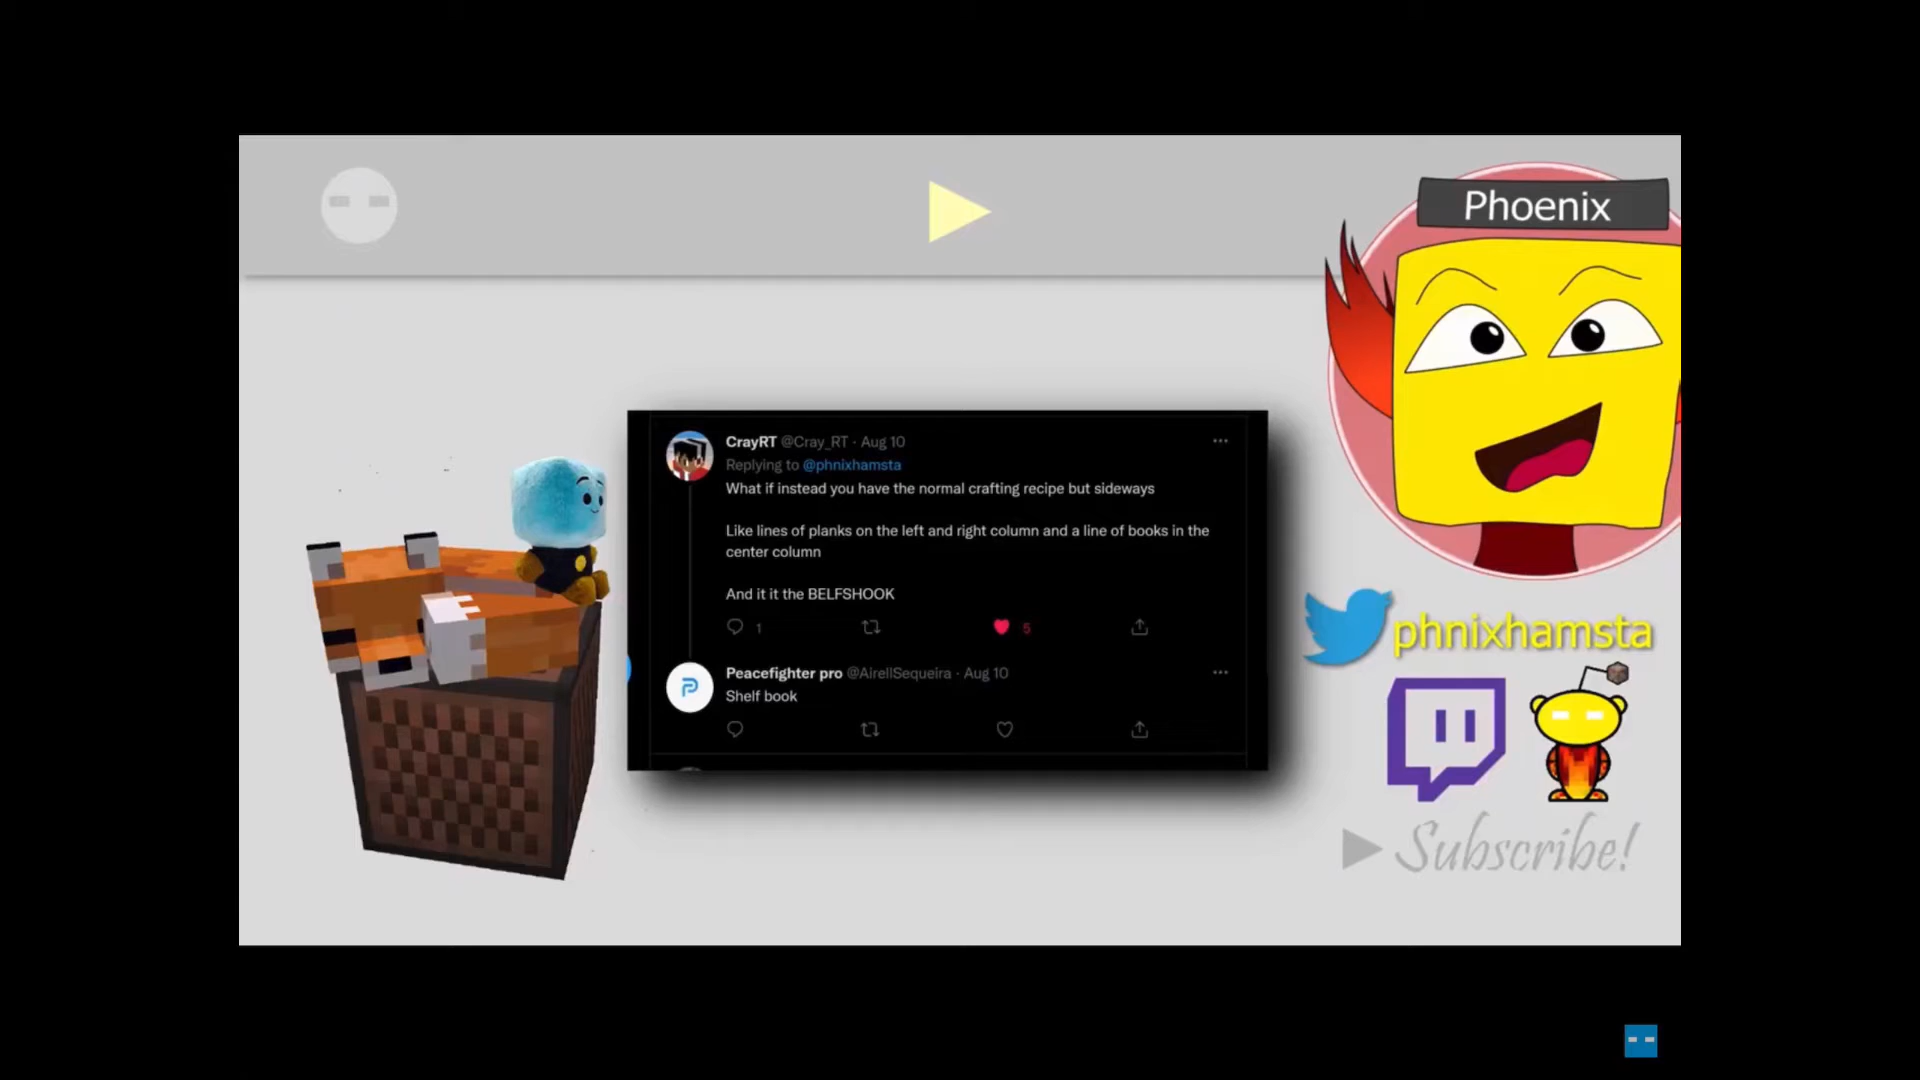 Phoenix
CrayRT @Cray_RT · Aug 10
Replying to @phnixhamsta
What if instead you have the normal crafting recipe but sideways
Like lines of planks on the left and right column and a line of books in the
center column
And it it the BELFSHOOK
1 5
Peacefighter pro @AirellSequeira · Aug 10
Shelf book
phnixhamsta
Subscribe!